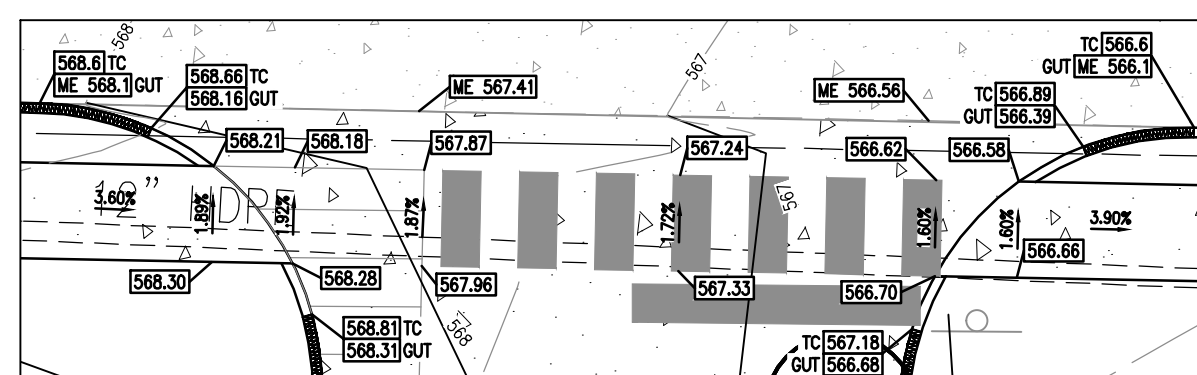 568
568.6 TC
ME 568.1 GUT
568.66 TC
568.16 GUT
ME 567.41
567
ME 566.56
TC 566.6
GUT ME 566.1
TC 566.89
GUT 566.39
568.21
568.18
567.87
567.24
566.62
566.58
12"
DPE
3.60%
1.89%
1.92%
1.87%
1.72%
567
1.60%
1.60%
3.90%
566.66
568.30
568.28
567.96
567.33
566.70
568.81 TC
568.31 GUT
568
TC 567.18
GUT 566.68